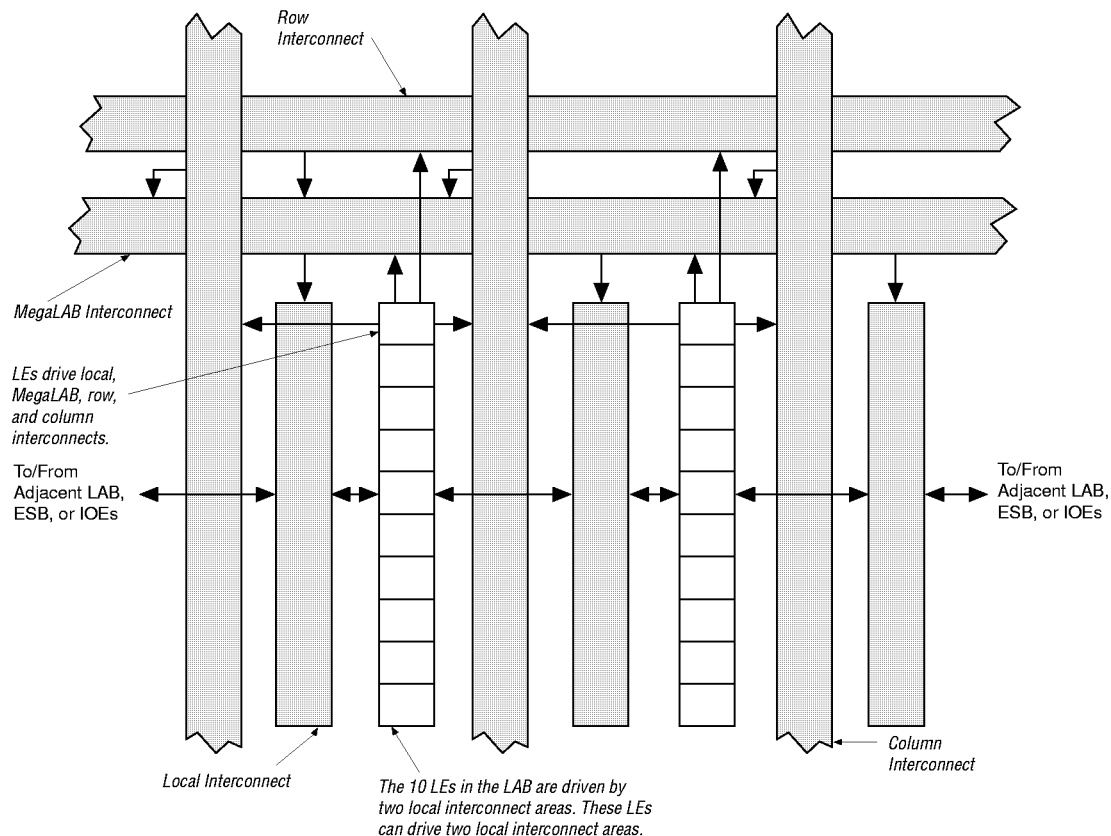 Row
Interconnect
MegaLAB Interconnect
LEs drive local,
MegaLAB, row,
and column
interconnects.
To/From
Adjacent LAB,
ESB, or IOEs
To/From
Adjacent LAB,
ESB, or IOEs
Local Interconnect
The 10 LEs in the LAB are driven by
two local interconnect areas. These LEs
can drive two local interconnect areas.
Column
Interconnect